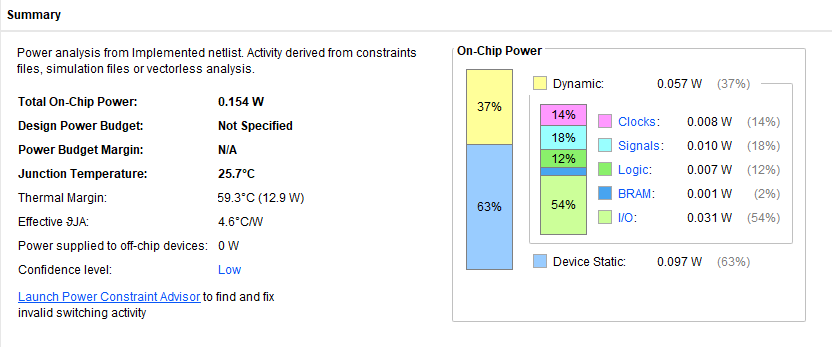 Summary
Power analysis from Implemented netlist. Activity derived from constraints
files, simulation files or vectorless analysis.
Total On-Chip Power: 0.154 W
Design Power Budget: Not Specified
Power Budget Margin: N/A
Junction Temperature: 25.7°C
Thermal Margin: 59.3°C (12.9 W)
Effective ϑJA: 4.6°C/W
Power supplied to off-chip devices: 0 W
Confidence level: Low
Launch Power Constraint Advisor to find and fix
invalid switching activity
On-Chip Power
37%
63%
Dynamic: 0.057 W (37%)
14%
18%
12%
54%
Clocks: 0.008 W (14%)
Signals: 0.010 W (18%)
Logic: 0.007 W (12%)
BRAM: 0.001 W (2%)
I/O: 0.031 W (54%)
Device Static: 0.097 W (63%)